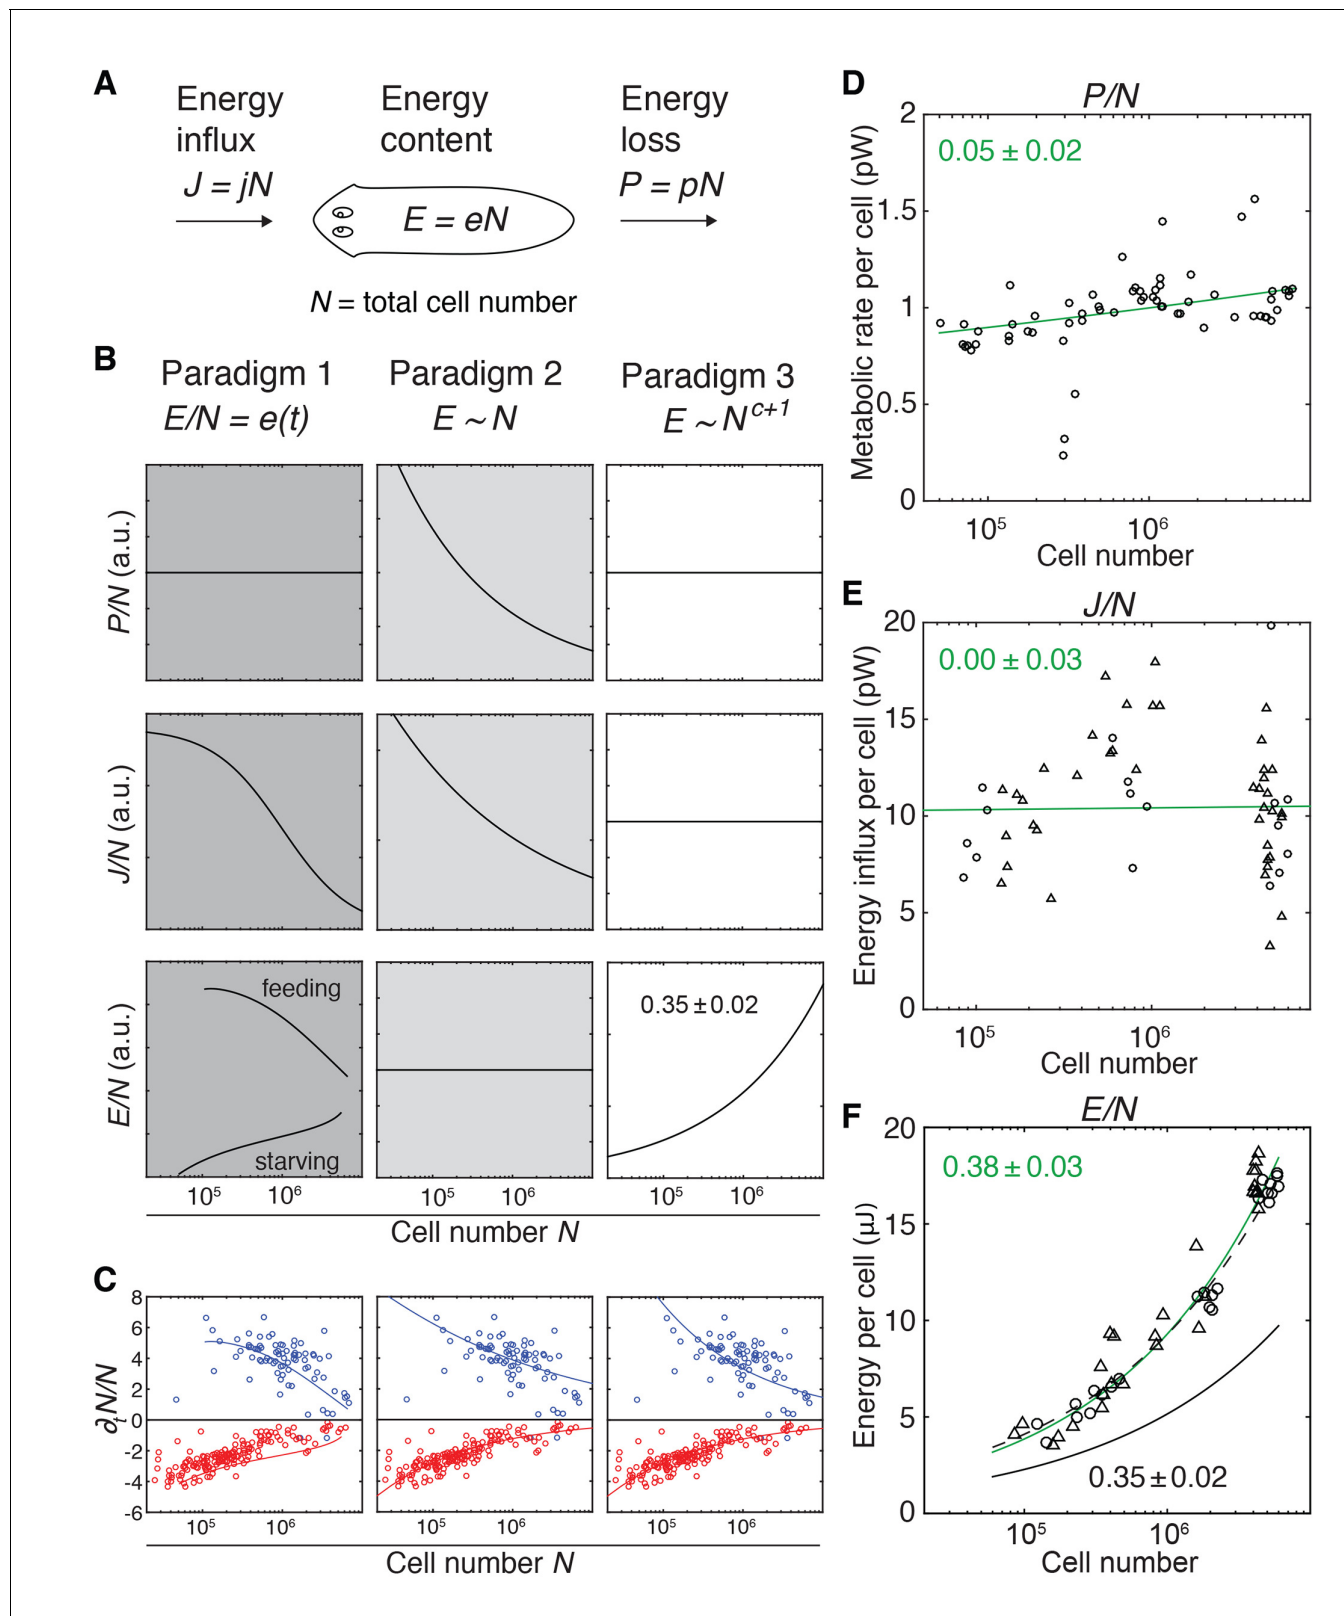 A
Energy
influx
J = jN
Energy
content
E = eN
Energy
loss
P = pN
N = total cell number
B
Paradigm 1
E/N = e(t)
Paradigm 2
E ~ N
Paradigm 3
E ~ N^{c+1}
P/N (a.u.)
J/N (a.u.)
E/N (a.u.)
feeding
starving
0.35 ± 0.02
10^5 10^6
10^5 10^6
10^5 10^6
Cell number N
C
∂_tN/N
8
6
4
2
0
-2
-4
-6
10^5 10^6
10^5 10^6
10^5 10^6
Cell number N
D
P/N
Metabolic rate per cell (pW)
2
1.5
1
0.5
0
0.05 ± 0.02
10^5 10^6
Cell number
E
J/N
Energy influx per cell (pW)
20
15
10
5
0
0.00 ± 0.03
10^5 10^6
Cell number
F
E/N
Energy per cell (µJ)
20
15
10
5
0
0.38 ± 0.03
0.35 ± 0.02
10^5 10^6
Cell number